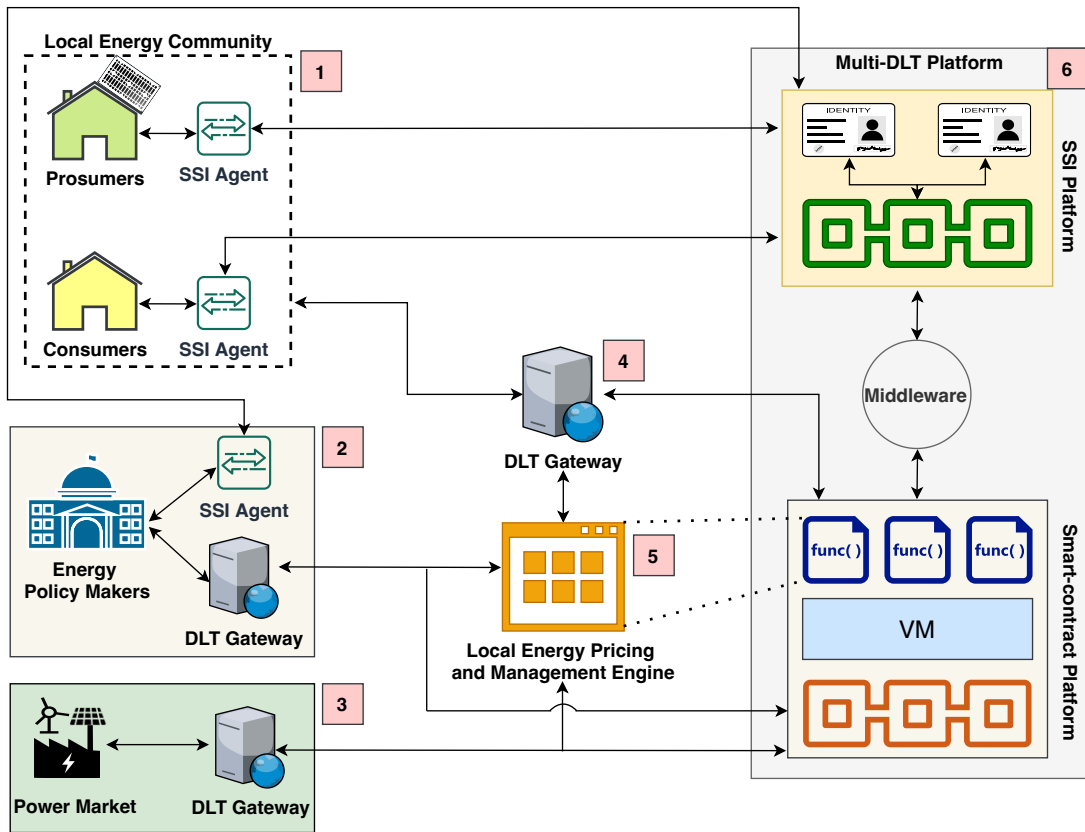 Local Energy Community
1
Prosumers
SSI Agent
Consumers
SSI Agent
2
SSI Agent
Energy
Policy Makers
DLT Gateway
3
Power Market
DLT Gateway
4
DLT Gateway
5
Local Energy Pricing
and Management Engine
Multi-DLT Platform
6
IDENTITY
IDENTITY
SSI Platform
Middleware
func( )
func( )
func( )
VM
Smart-contract Platform